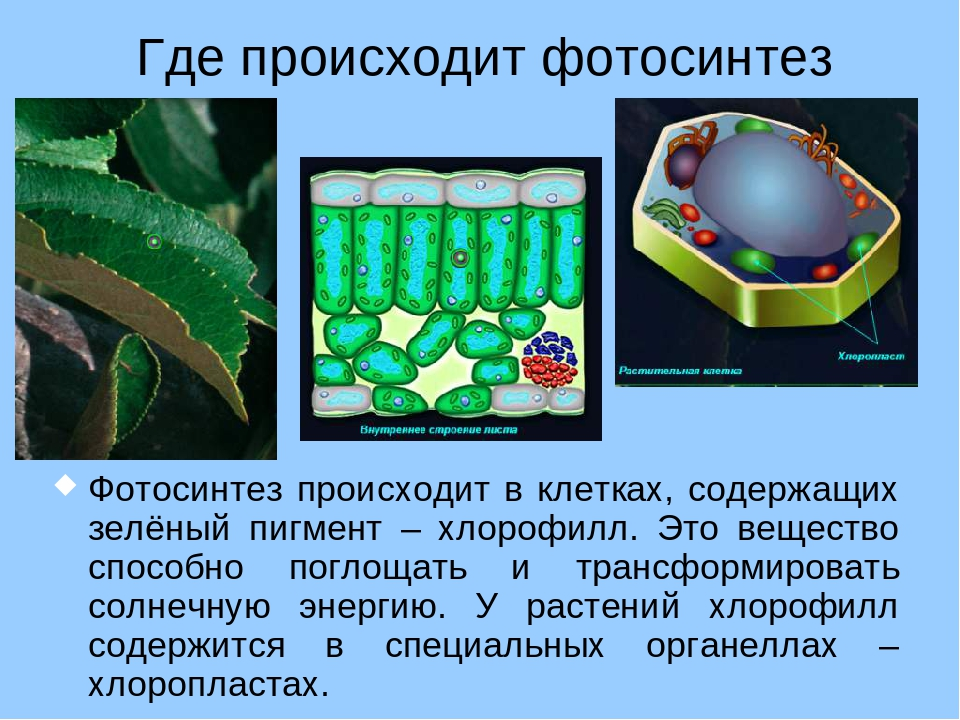 Где происходит фотосинтез
Хлоропласт
Растительная клетка
Внутреннее строение листа
Фотосинтез происходит в клетках, содержащих
зелёный пигмент – хлорофилл. Это вещество
способно поглощать и трансформировать
солнечную энергию. У растений хлорофилл
содержится в специальных органеллах –
хлоропластах.